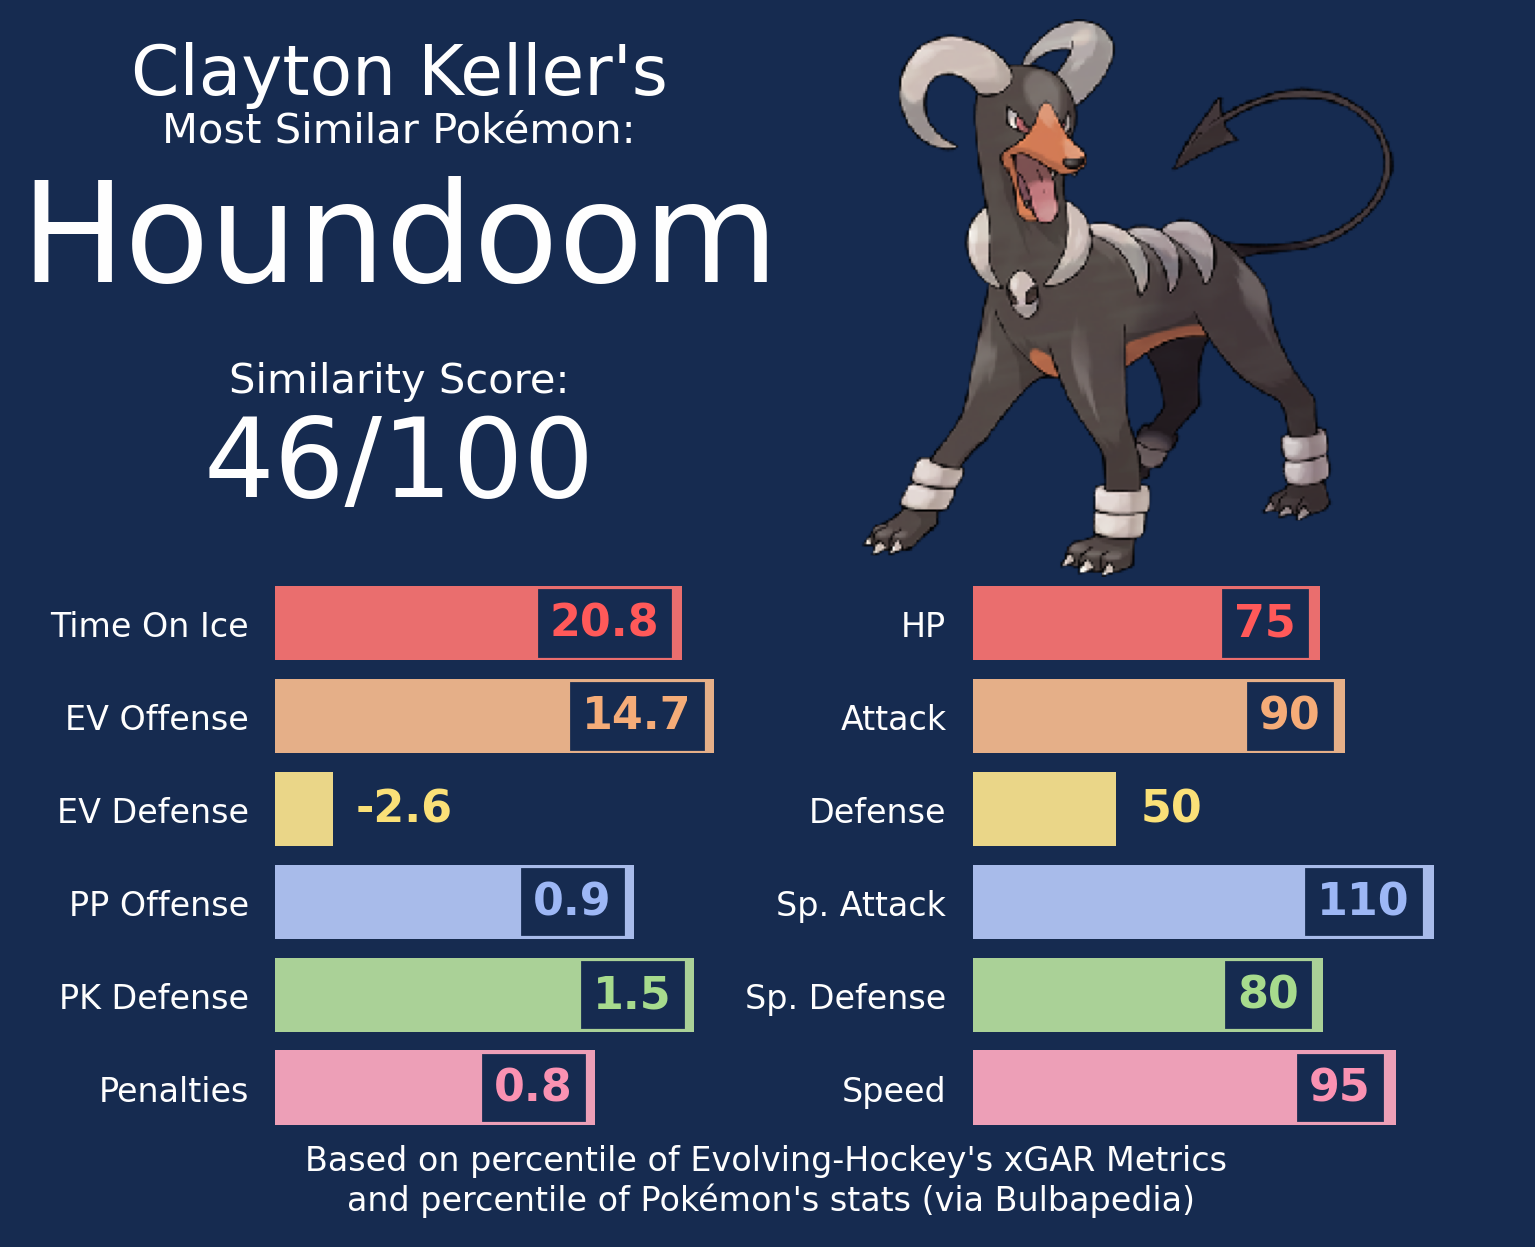 Clayton Keller's
Most Similar Pokémon:
Houndoom
Similarity Score:
46/100
Time On Ice 20.8
EV Offense 14.7
EV Defense -2.6
PP Offense 0.9
PK Defense 1.5
Penalties 0.8
HP 75
Attack 90
Defense 50
Sp. Attack 110
Sp. Defense 80
Speed 95
Based on percentile of Evolving-Hockey's xGAR Metrics
and percentile of Pokémon's stats (via Bulbapedia)